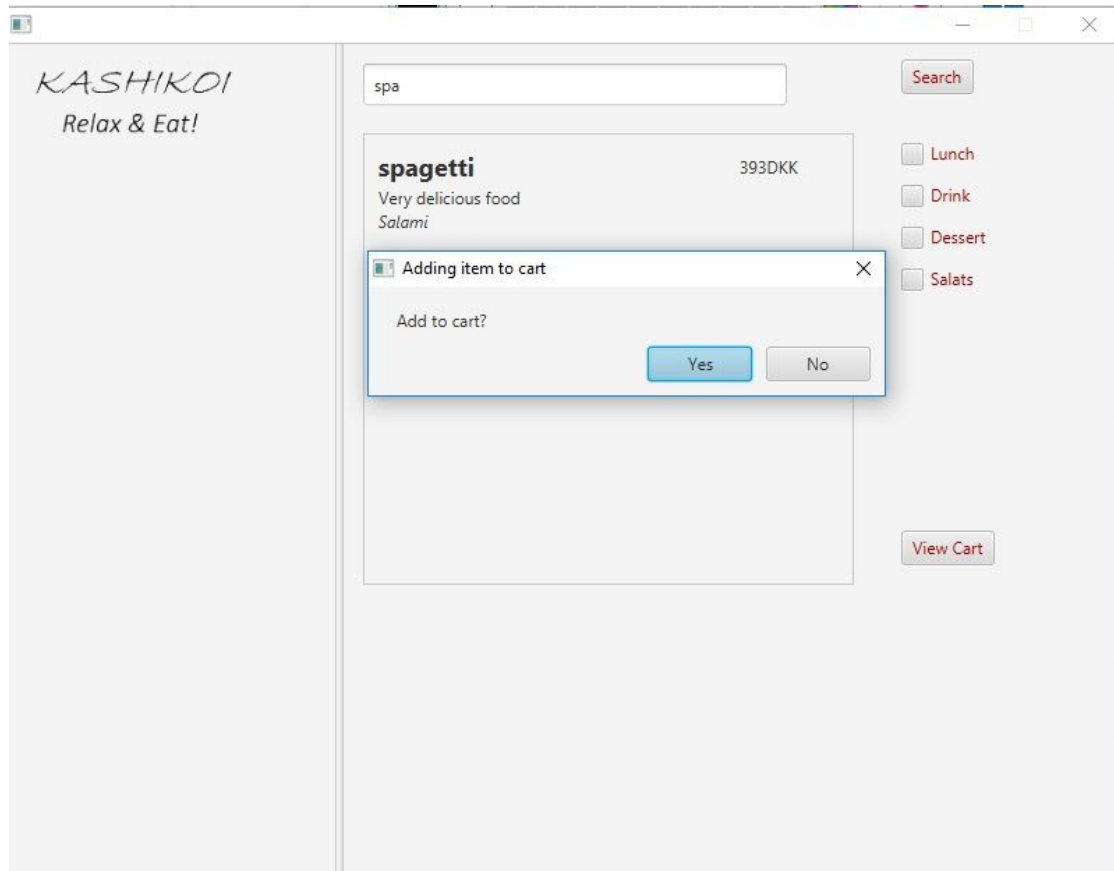 KASHIKOI
Relax & Eat!
spa
Search
spagetti
393DKK
Very delicious food
Salami
Lunch
Drink
Dessert
Salats
Adding item to cart
Add to cart?
Yes
No
View Cart